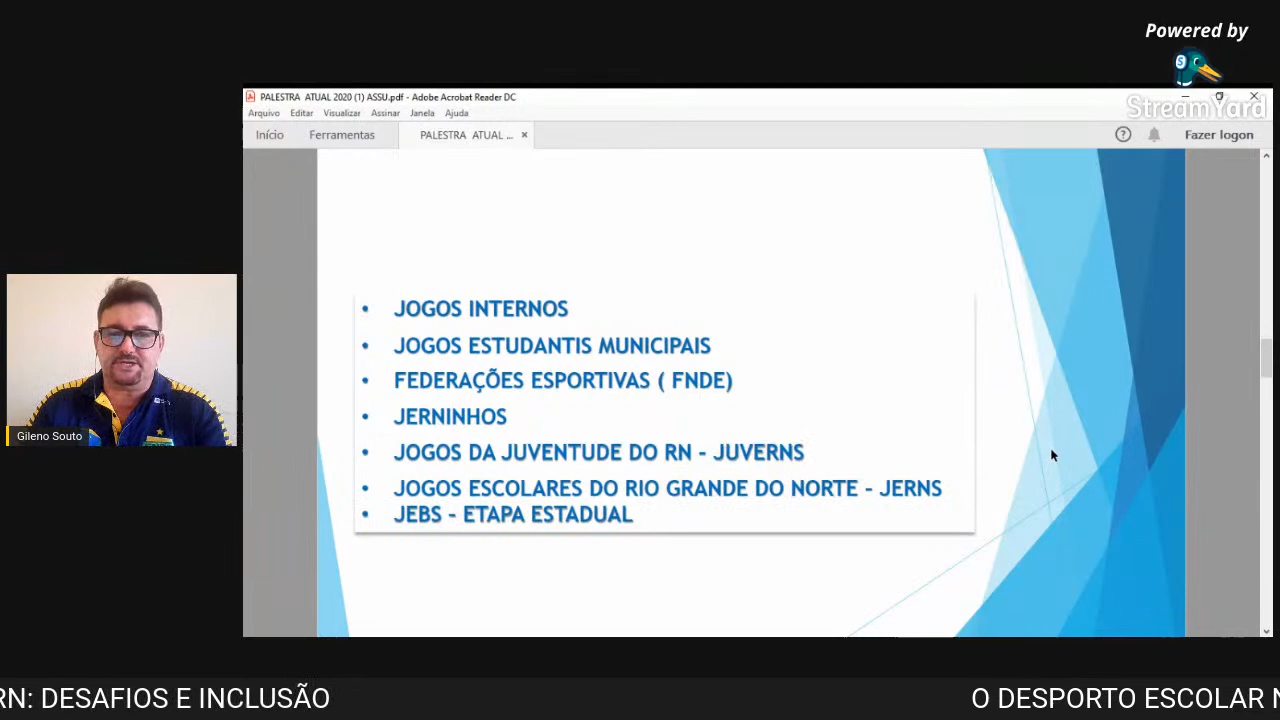 Powered by
StreamYard
PALESTRA ATUAL 2020 (1) ASSU.pdf - Adobe Acrobat Reader DC
Arquivo Editar Visualizar Assinar Janela Ajuda
Início Ferramentas PALESTRA ATUAL ... × Fazer logon
• JOGOS INTERNOS
• JOGOS ESTUDANTIS MUNICIPAIS
• FEDERAÇÕES ESPORTIVAS ( FNDE)
• JERNINHOS
• JOGOS DA JUVENTUDE DO RN - JUVERNS
• JOGOS ESCOLARES DO RIO GRANDE DO NORTE - JERNS
• JEBS - ETAPA ESTADUAL
Gileno Souto
RN: DESAFIOS E INCLUSÃO O DESPORTO ESCOLAR N